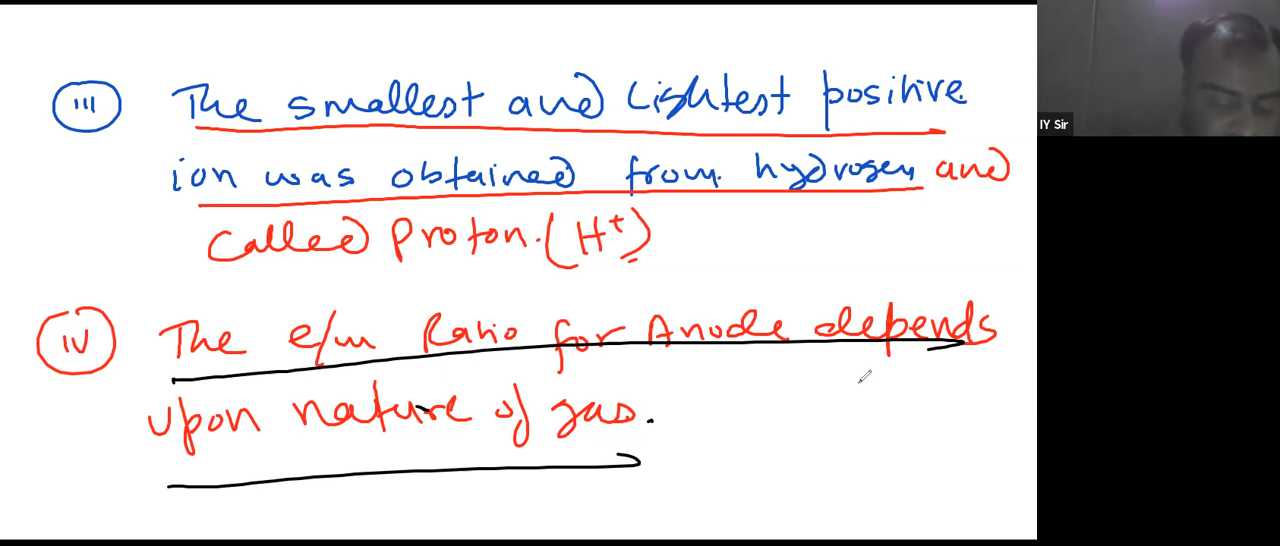 III The smallest and Lightest positive
ion was obtained from hydrogen and
called Proton. (H+)
IV The e/m Ratio for Anode depends
upon nature of gas.
IY Sir